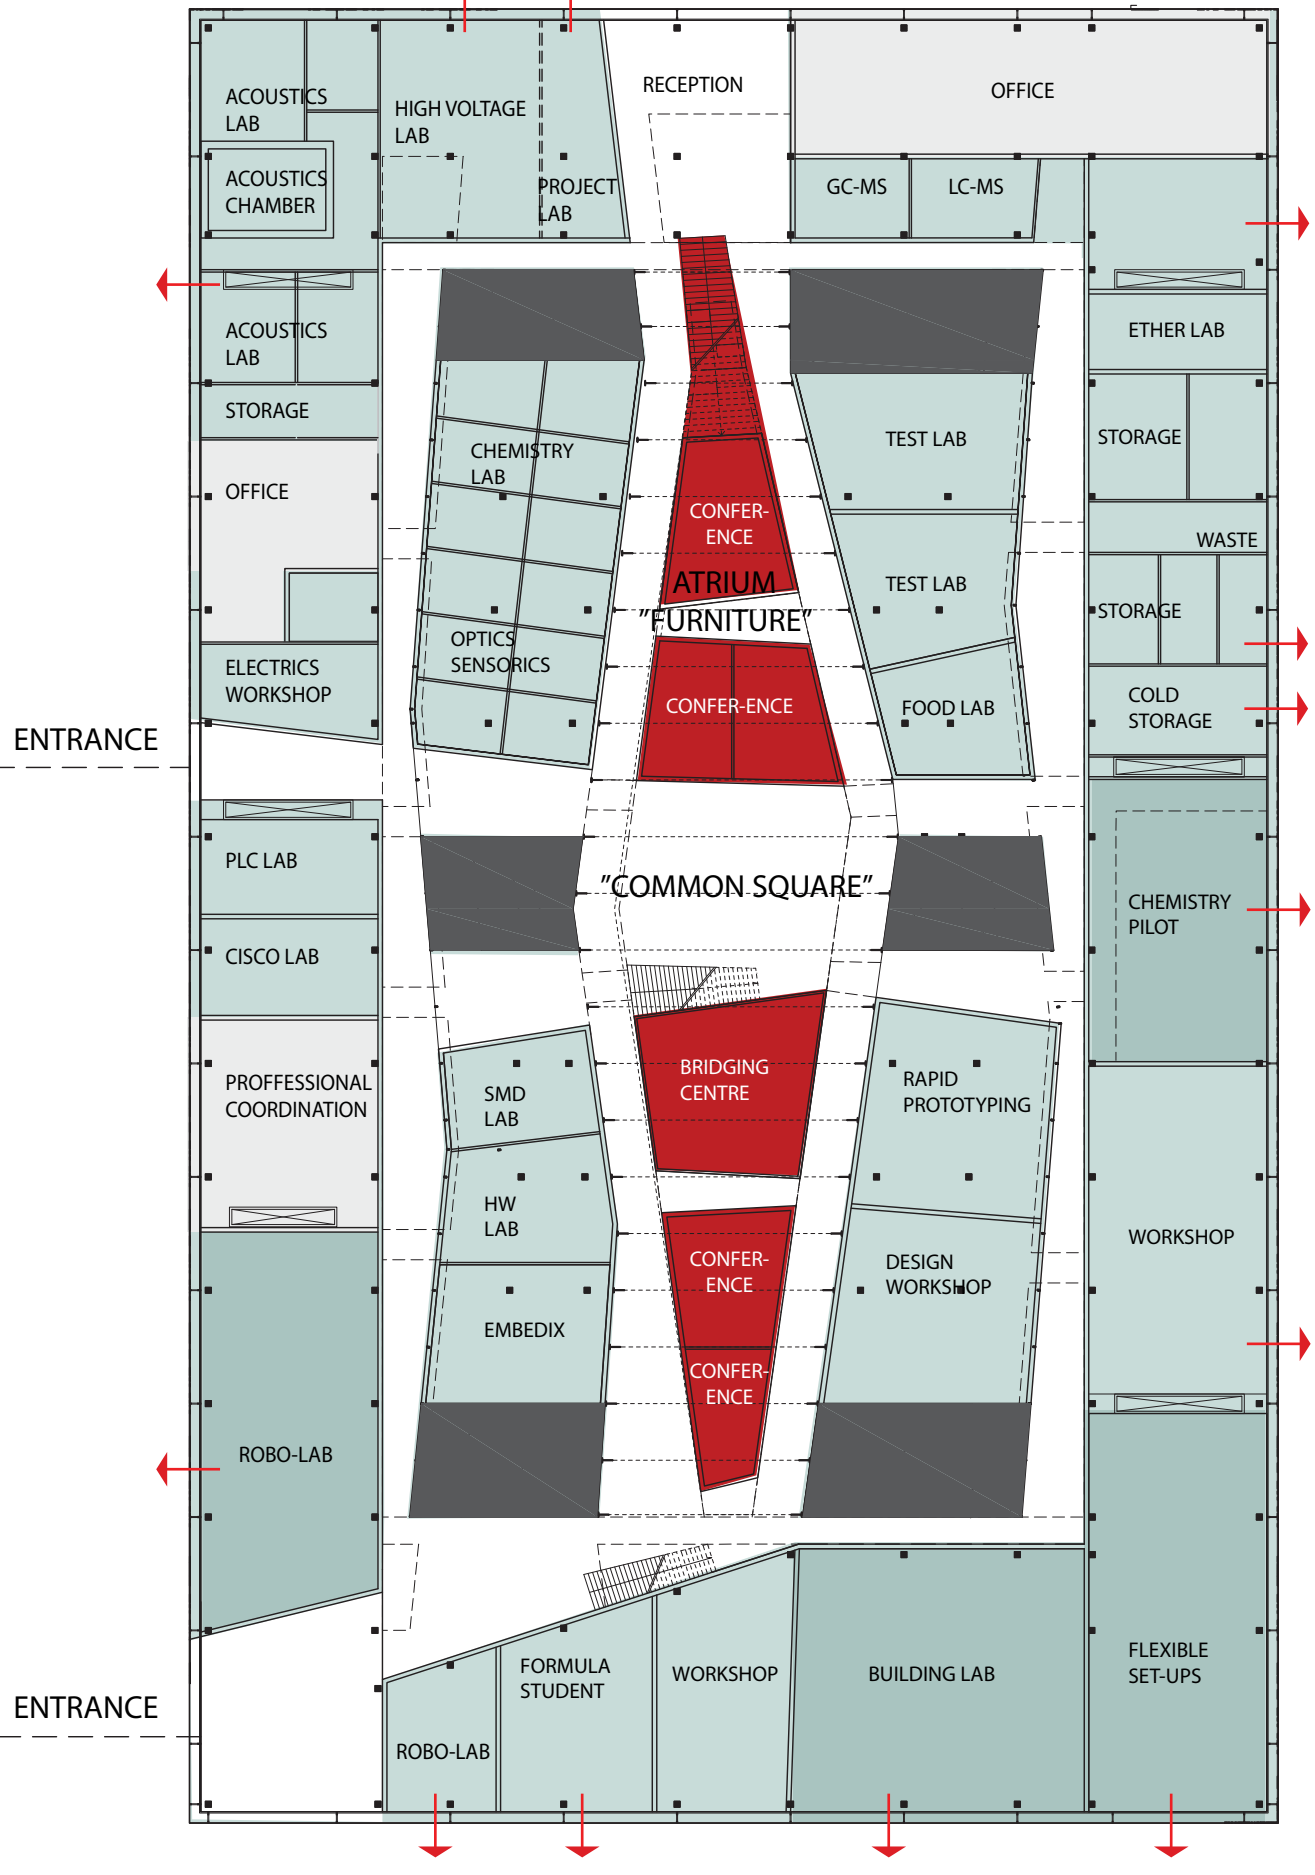 RECEPTION
OFFICE
ACOUSTICS
LAB
HIGH VOLTAGE
LAB
ACOUSTICS
CHAMBER
PROJECT
LAB
GC-MS
LC-MS
ACOUSTICS
LAB
ETHER LAB
STORAGE
CHEMISTRY
LAB
TEST LAB
STORAGE
OFFICE
CONFER-
ENCE
WASTE
ATRIUM
"FURNITURE"
TEST LAB
STORAGE
OPTICS
SENSORICS
ELECTRICS
WORKSHOP
CONFER-ENCE
FOOD LAB
COLD
STORAGE
ENTRANCE
PLC LAB
"COMMON SQUARE"
CHEMISTRY
PILOT
CISCO LAB
PROFFESSIONAL
COORDINATION
SMD
LAB
BRIDGING
CENTRE
RAPID
PROTOTYPING
HW
LAB
WORKSHOP
CONFER-
ENCE
DESIGN
WORKSHOP
EMBEDIX
CONFER-
ENCE
ROBO-LAB
FORMULA
STUDENT
WORKSHOP
BUILDING LAB
FLEXIBLE
SET-UPS
ENTRANCE
ROBO-LAB